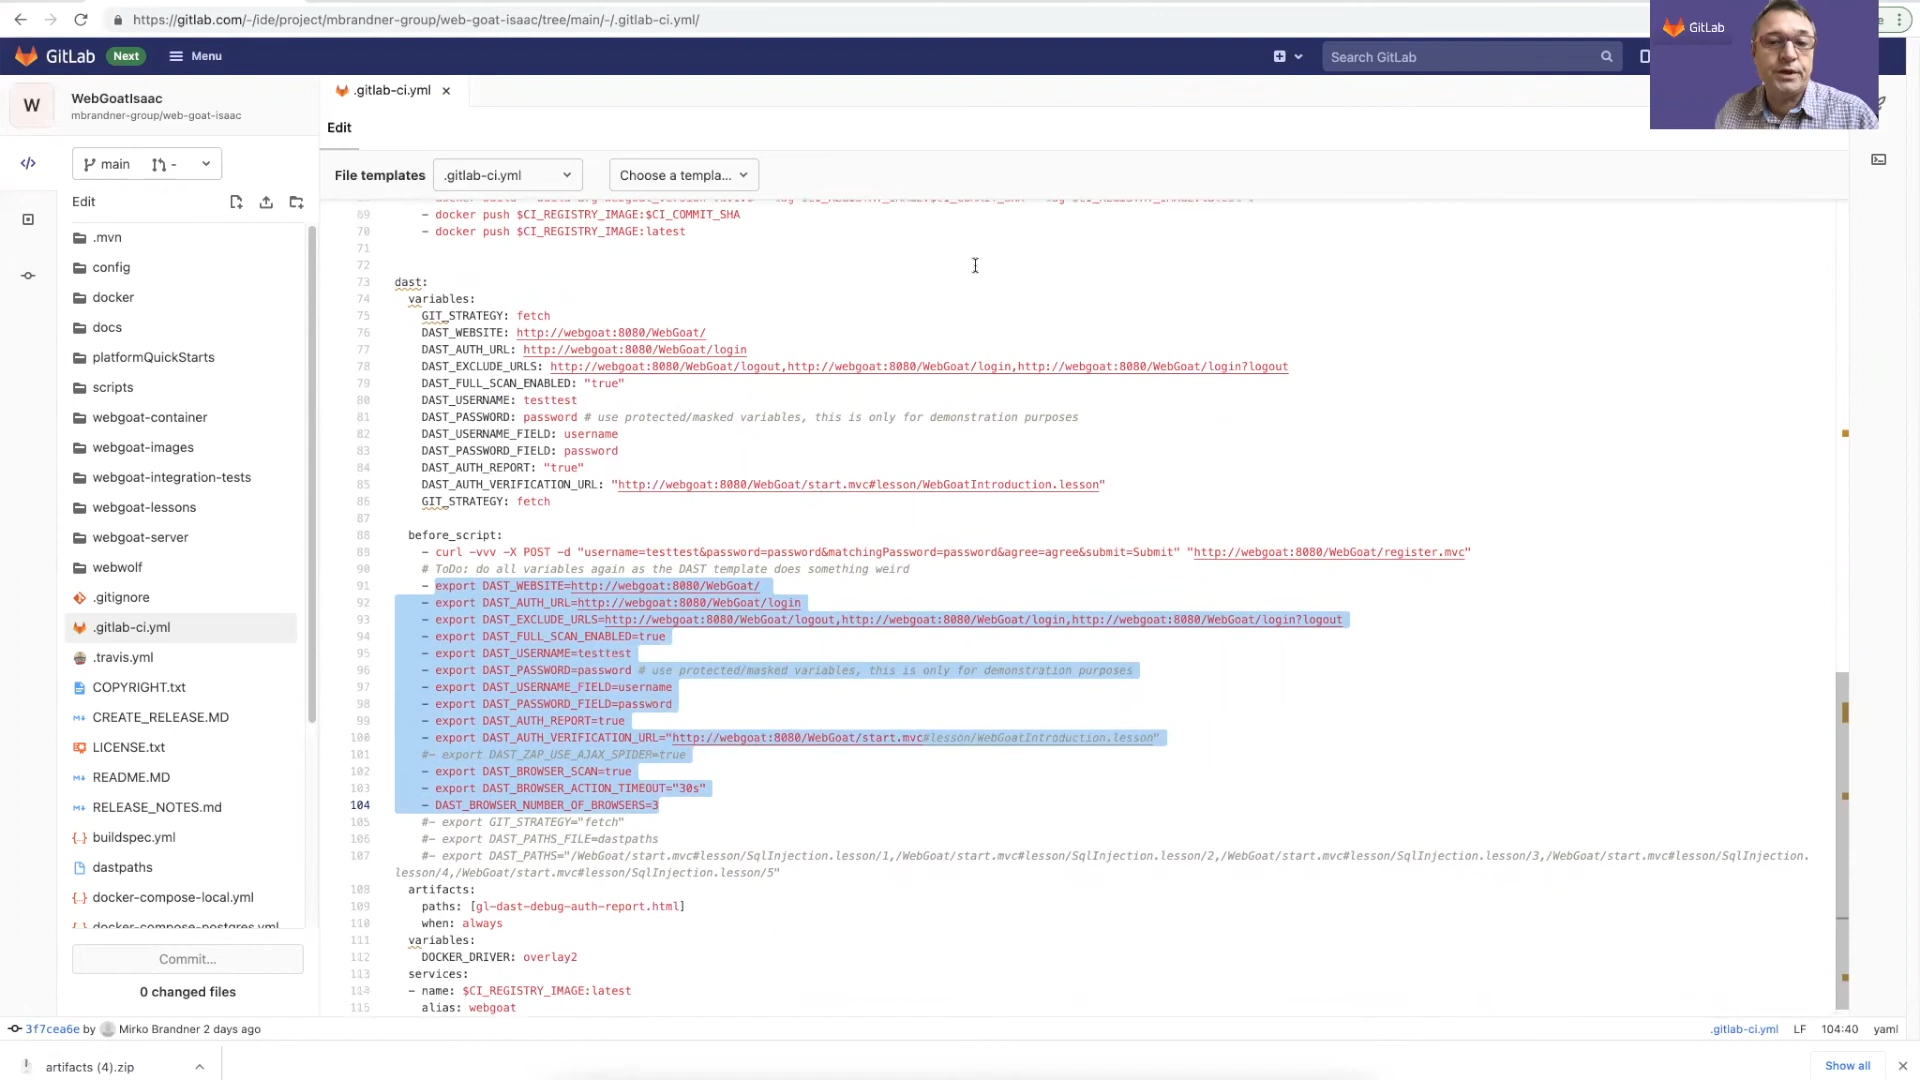 https://gitlab.com/-/ide/project/mbrandner-group/web-goat-isaac/tree/main/-/.gitlab-ci.yml/
GitLab Next Menu
Search GitLab
GitLab
W
WebGoatIsaac
mbrandner-group/web-goat-isaac
.gitlab-ci.yml
Edit
main -
File templates .gitlab-ci.yml Choose a templa...
Edit
.mvn
config
docker
docs
platformQuickStarts
scripts
webgoat-container
webgoat-images
webgoat-integration-tests
webgoat-lessons
webgoat-server
webwolf
.gitignore
.gitlab-ci.yml
.travis.yml
COPYRIGHT.txt
CREATE_RELEASE.MD
LICENSE.txt
README.MD
RELEASE_NOTES.md
buildspec.yml
dastpaths
docker-compose-local.yml
docker-compose-postgres.yml
Commit...
0 changed files
69 - docker push $CI_REGISTRY_IMAGE:$CI_COMMIT_SHA
70 - docker push $CI_REGISTRY_IMAGE:latest
71
72
73 dast:
74 variables:
75 GIT_STRATEGY: fetch
76 DAST_WEBSITE: http://webgoat:8080/WebGoat/
77 DAST_AUTH_URL: http://webgoat:8080/WebGoat/login
78 DAST_EXCLUDE_URLS: http://webgoat:8080/WebGoat/logout,http://webgoat:8080/WebGoat/login,http://webgoat:8080/WebGoat/login?logout
79 DAST_FULL_SCAN_ENABLED: "true"
80 DAST_USERNAME: testtest
81 DAST_PASSWORD: password # use protected/masked variables, this is only for demonstration purposes
82 DAST_USERNAME_FIELD: username
83 DAST_PASSWORD_FIELD: password
84 DAST_AUTH_REPORT: "true"
85 DAST_AUTH_VERIFICATION_URL: "http://webgoat:8080/WebGoat/start.mvc#lesson/WebGoatIntroduction.lesson"
86 GIT_STRATEGY: fetch
87
88 before_script:
89 - curl -vvv -X POST -d "username=testtest&password=password&matchingPassword=password&agree=agree&submit=Submit" "http://webgoat:8080/WebGoat/register.mvc"
90 # ToDo: do all variables again as the DAST template does something weird
91 - export DAST_WEBSITE=http://webgoat:8080/WebGoat/
92 - export DAST_AUTH_URL=http://webgoat:8080/WebGoat/login
93 - export DAST_EXCLUDE_URLS=http://webgoat:8080/WebGoat/logout,http://webgoat:8080/WebGoat/login,http://webgoat:8080/WebGoat/login?logout
94 - export DAST_FULL_SCAN_ENABLED=true
95 - export DAST_USERNAME=testtest
96 - export DAST_PASSWORD=password # use protected/masked variables, this is only for demonstration purposes
97 - export DAST_USERNAME_FIELD=username
98 - export DAST_PASSWORD_FIELD=password
99 - export DAST_AUTH_REPORT=true
100 - export DAST_AUTH_VERIFICATION_URL="http://webgoat:8080/WebGoat/start.mvc#lesson/WebGoatIntroduction.lesson"
101 #- export DAST_ZAP_USE_AJAX_SPIDER=true
102 - export DAST_BROWSER_SCAN=true
103 - export DAST_BROWSER_ACTION_TIMEOUT="30s"
104 - DAST_BROWSER_NUMBER_OF_BROWSERS=3
105 #- export GIT_STRATEGY="fetch"
106 #- export DAST_PATHS_FILE=dastpaths
107 #- export DAST_PATHS="/WebGoat/start.mvc#lesson/SqlInjection.lesson/1,/WebGoat/start.mvc#lesson/SqlInjection.lesson/2,/WebGoat/start.mvc#lesson/SqlInjection.lesson/3,/WebGoat/start.mvc#lesson/SqlInjection.
lesson/4,/WebGoat/start.mvc#lesson/SqlInjection.lesson/5"
108 artifacts:
109 paths: [gl-dast-debug-auth-report.html]
110 when: always
111 variables:
112 DOCKER_DRIVER: overlay2
113 services:
114 - name: $CI_REGISTRY_IMAGE:latest
115 alias: webgoat
3f7cea6e by Mirko Brandner 2 days ago
.gitlab-ci.yml LF 104:40 yaml
artifacts (4).zip
Show all